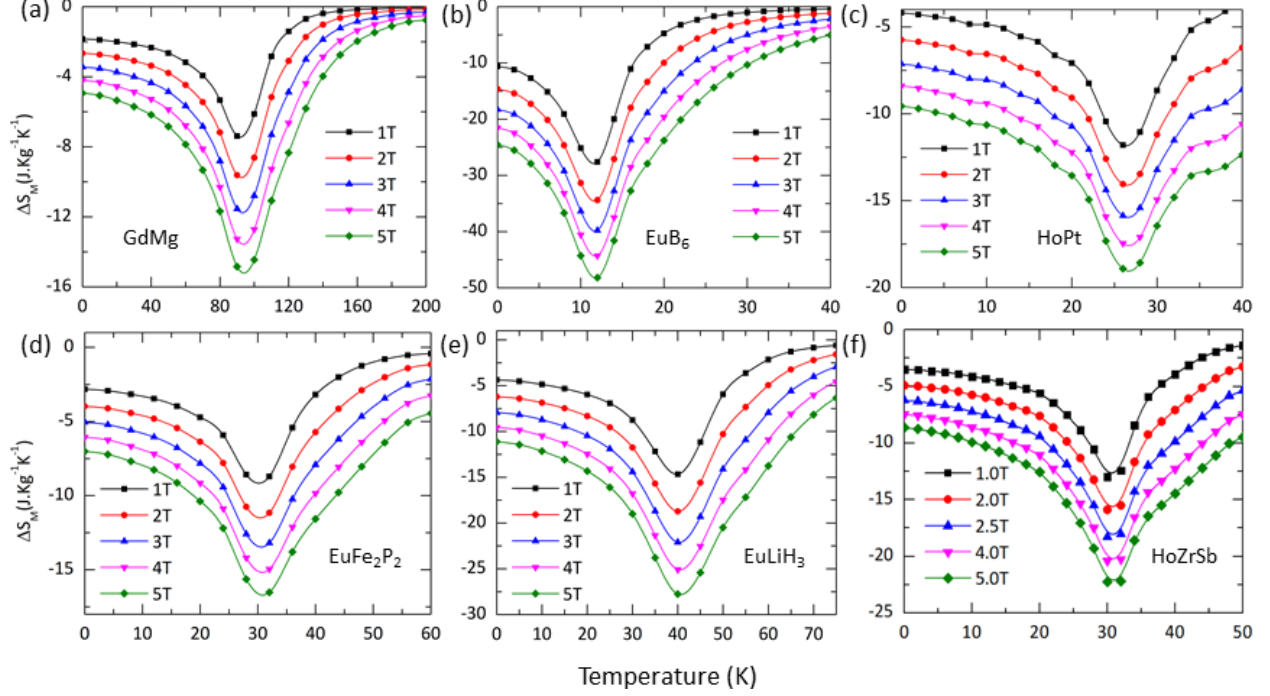 (a)
0
-4
-8
-12
-16
ΔS_M(J.Kg⁻¹K⁻¹)
0 40 80 120 160 200
1T
2T
3T
4T
5T
GdMg
(b)
0
-10
-20
-30
-40
-50
0 10 20 30 40
1T
2T
3T
4T
5T
EuB₆
(c)
-5
-10
-15
-20
0 10 20 30 40
1T
2T
3T
4T
5T
HoPt
(d)
0
-5
-10
-15
ΔS_M(J.Kg⁻¹K⁻¹)
0 10 20 30 40 50 60
1T
2T
3T
4T
5T
EuFe₂P₂
(e)
0
-5
-10
-15
-20
-25
-30
0 10 20 30 40 50 60 70
1T
2T
3T
4T
5T
EuLiH₃
(f)
0
-5
-10
-15
-20
-25
0 10 20 30 40 50
1.0T
2.0T
2.5T
4.0T
5.0T
HoZrSb
Temperature (K)